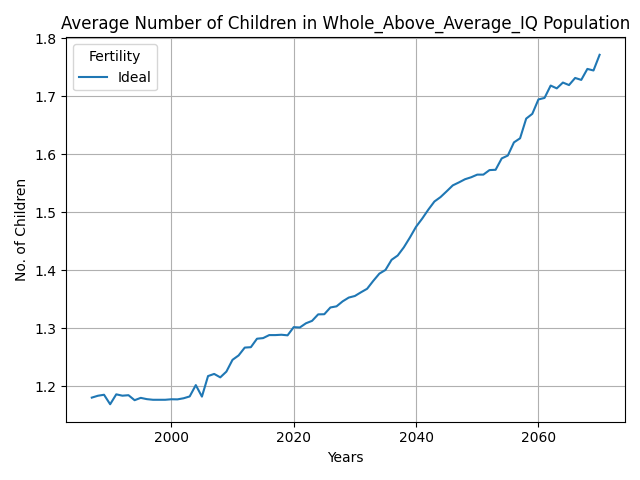 Average Number of Children in Whole_Above_Average_IQ Population
Fertility
Ideal
No. of Children
1.8
1.7
1.6
1.5
1.4
1.3
1.2
2000
2020
2040
2060
Years